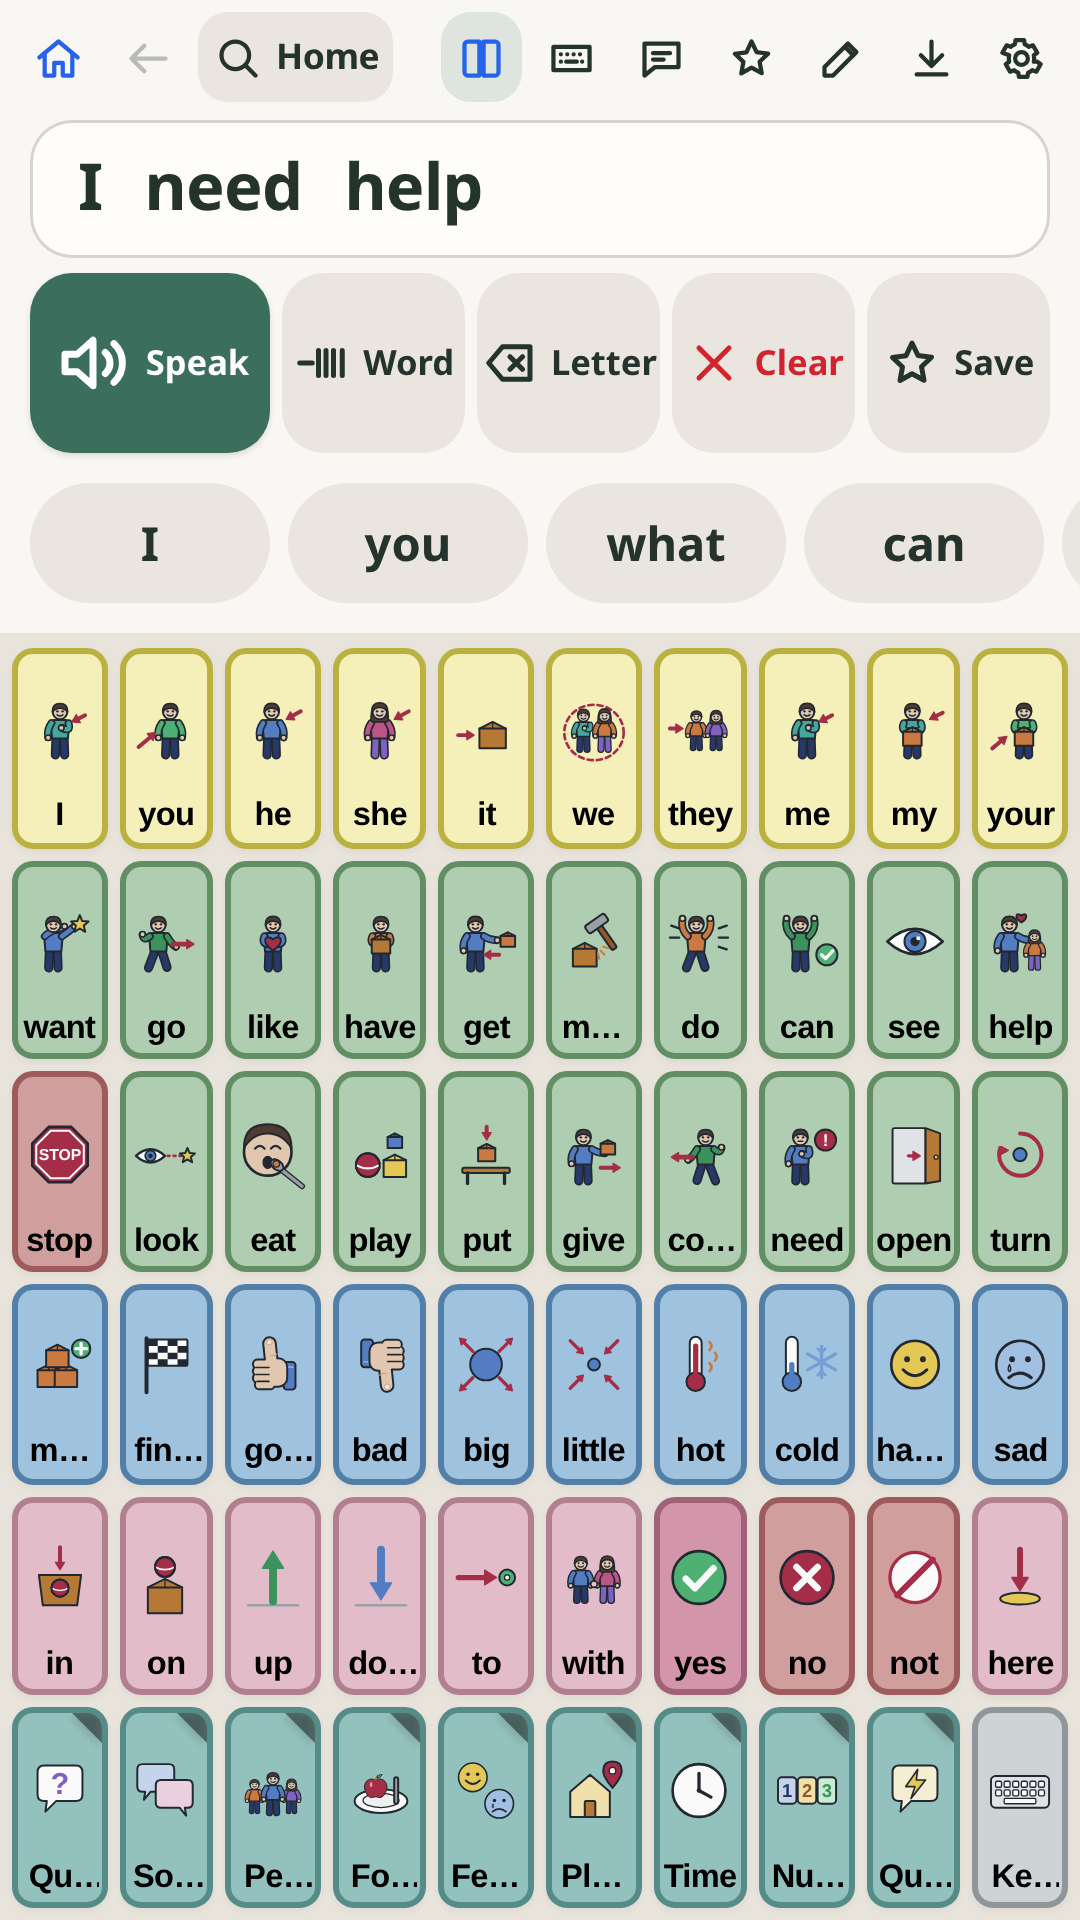 Home
I need help
Speak Word Letter Clear Save
I you what can
I you he she it we they me my your
want go like have get m... do can see help
STOP
stop look eat play put give co... need open turn
m... fin... go... bad big little hot cold ha... sad
in on up do... to with yes no not here
? 1 2 3
Qu... So... Pe... Fo... Fe... Pl... Time Nu... Qu... Ke...